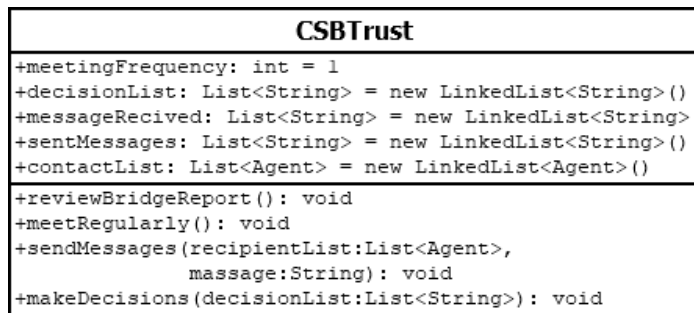 CSBTrust
+meetingFrequency: int = 1
+decisionList: List<String> = new LinkedList<String>()
+messageRecived: List<String> = new LinkedList<String>
+sentMessages: List<String> = new LinkedList<String>()
+contactList: List<Agent> = new LinkedList<Agent>()
+reviewBridgeReport(): void
+meetRegularly(): void
+sendMessages(recipientList:List<Agent>,
massage:String): void
+makeDecisions(decisionList:List<String>): void